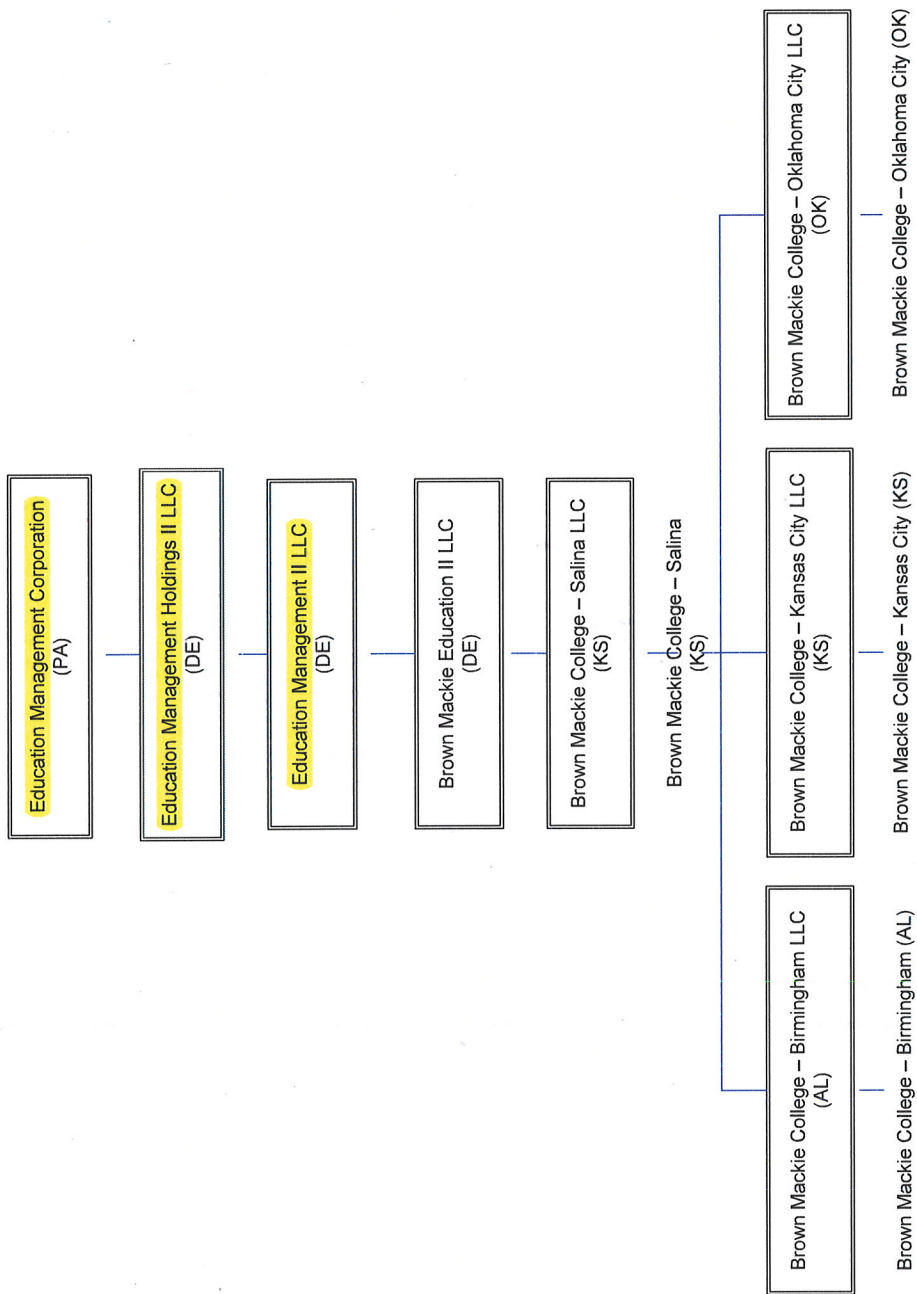 Education Management Corporation
(PA)
Education Management Holdings II LLC
(DE)
Education Management II LLC
(DE)
Brown Mackie Education II LLC
(DE)
Brown Mackie College – Salina LLC
(KS)
Brown Mackie College – Salina
(KS)
Brown Mackie College – Birmingham LLC
(AL)
Brown Mackie College – Kansas City LLC
(KS)
Brown Mackie College – Oklahoma City LLC
(OK)
Brown Mackie College – Birmingham (AL)
Brown Mackie College – Kansas City (KS)
Brown Mackie College – Oklahoma City (OK)